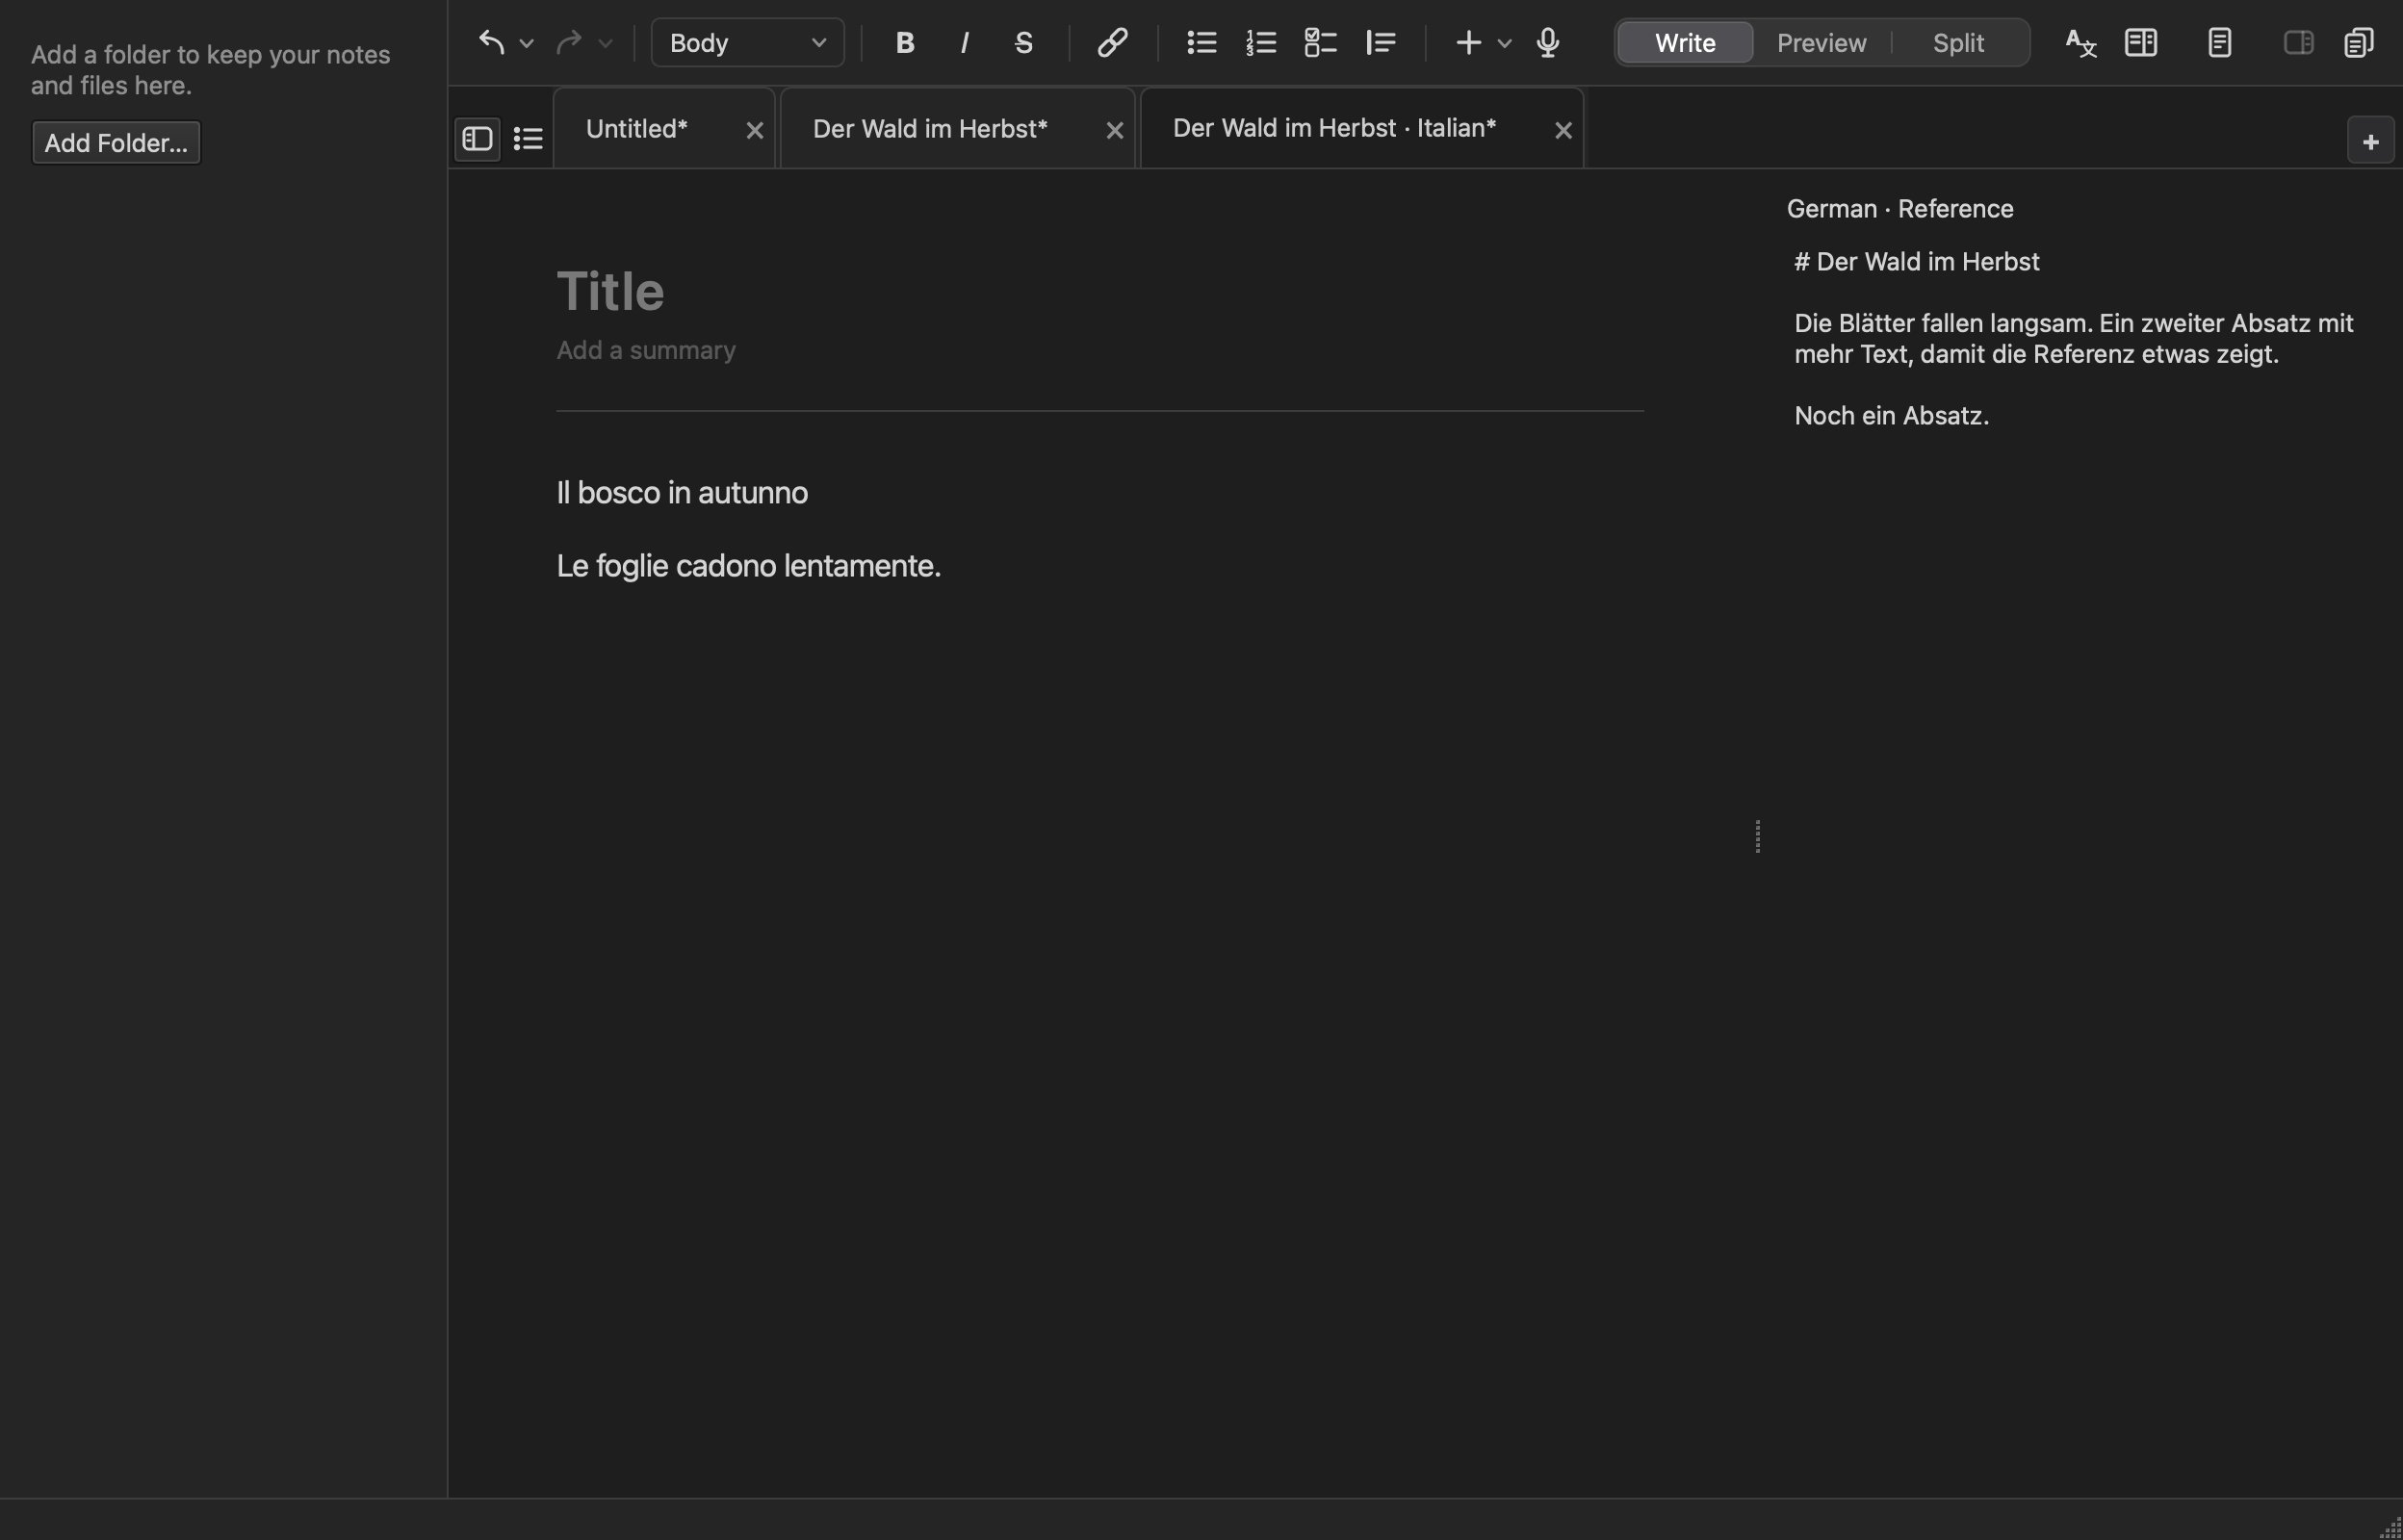 Add a folder to keep your notes
and files here.
Add Folder...
Body
B I S
Write Preview Split
Untitled*
Der Wald im Herbst*
Der Wald im Herbst · Italian*
Title
Add a summary
Il bosco in autunno
Le foglie cadono lentamente.
German · Reference
# Der Wald im Herbst
Die Blätter fallen langsam. Ein zweiter Absatz mit
mehr Text, damit die Referenz etwas zeigt.
Noch ein Absatz.